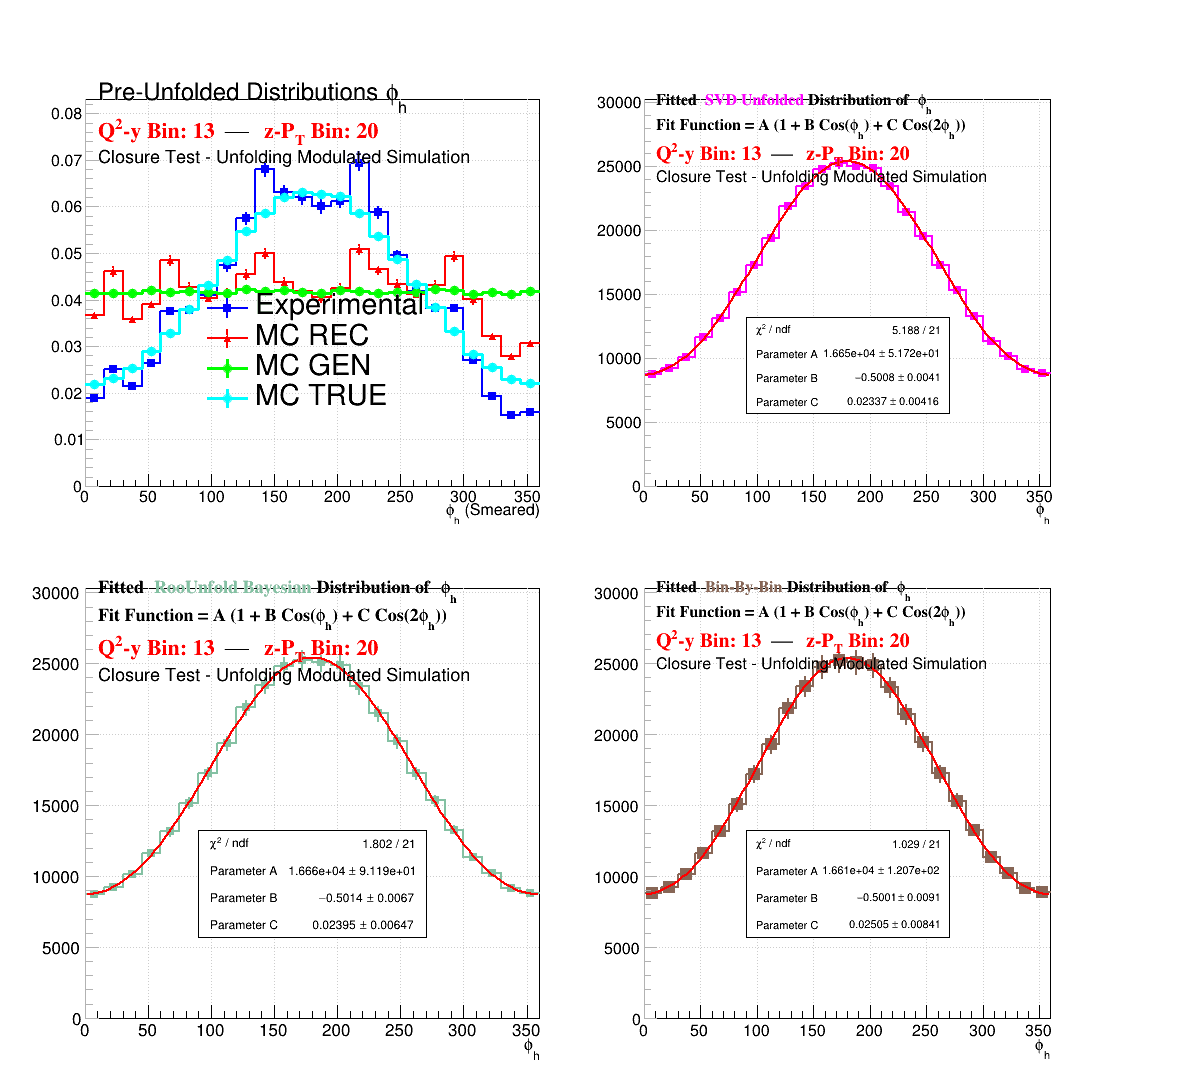 Pre-Unfolded Distributions ϕh
Q2-y Bin: 13 — z-PT Bin: 20
Closure Test - Unfolding Modulated Simulation
0.08
0.07
0.06
0.05
0.04
0.03
0.02
0.01
0
Experimental
MC REC
MC GEN
MC TRUE
0 50 100 150 200 250 300 350
ϕh (Smeared)
Fitted SVD Unfolded Distribution of ϕh
Fit Function = A (1 + B Cos(ϕh) + C Cos(2ϕh))
Q2-y Bin: 13 — z-PT Bin: 20
Closure Test - Unfolding Modulated Simulation
30000
25000
20000
15000
10000
5000
0
χ2 / ndf 5.188 / 21
Parameter A 1.665e+04 ± 5.172e+01
Parameter B −0.5008 ± 0.0041
Parameter C 0.02337 ± 0.00416
0 50 100 150 200 250 300 350
ϕh
Fitted RooUnfold Bayesian Distribution of ϕh
Fit Function = A (1 + B Cos(ϕh) + C Cos(2ϕh))
Q2-y Bin: 13 — z-PT Bin: 20
Closure Test - Unfolding Modulated Simulation
30000
25000
20000
15000
10000
5000
0
χ2 / ndf 1.802 / 21
Parameter A 1.666e+04 ± 9.119e+01
Parameter B −0.5014 ± 0.0067
Parameter C 0.02395 ± 0.00647
0 50 100 150 200 250 300 350
ϕh
Fitted Bin-By-Bin Distribution of ϕh
Fit Function = A (1 + B Cos(ϕh) + C Cos(2ϕh))
Q2-y Bin: 13 — z-PT Bin: 20
Closure Test - Unfolding Modulated Simulation
30000
25000
20000
15000
10000
5000
0
χ2 / ndf 1.029 / 21
Parameter A 1.661e+04 ± 1.207e+02
Parameter B −0.5001 ± 0.0091
Parameter C 0.02505 ± 0.00841
0 50 100 150 200 250 300 350
ϕh